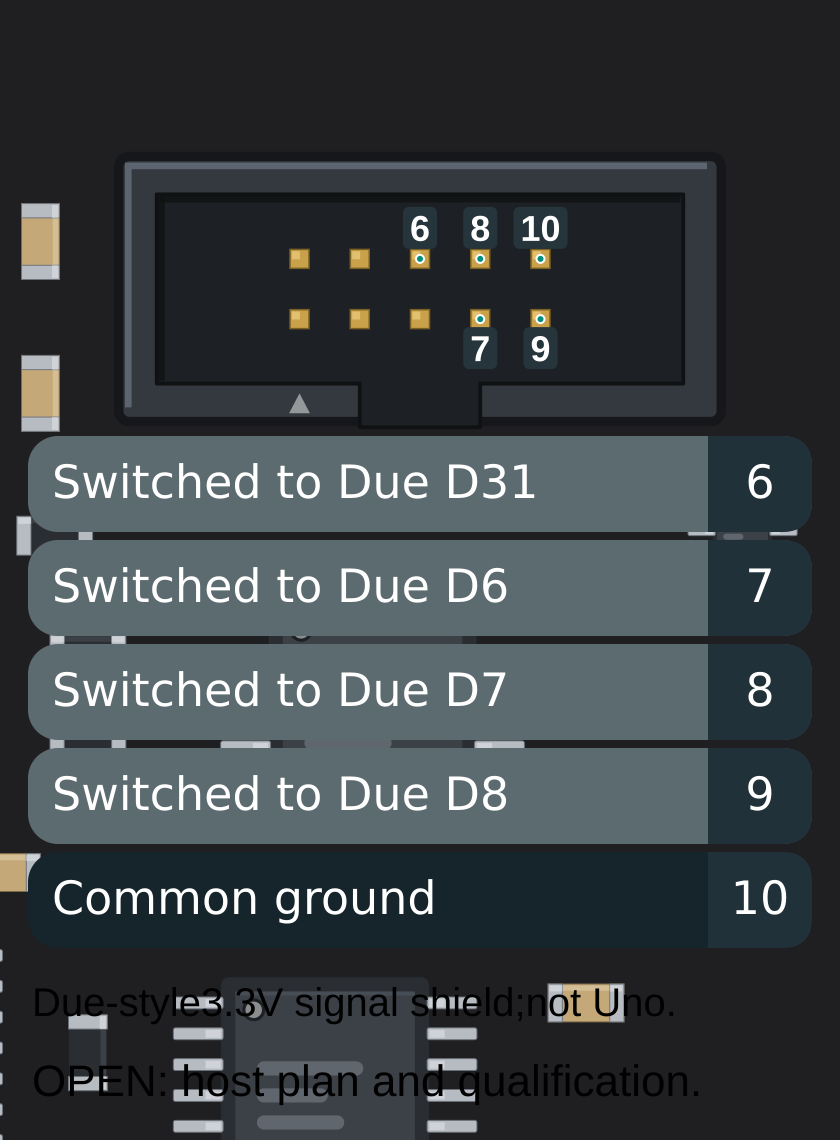 6 8 10
7 9
Switched to Due D31 6
Switched to Due D6 7
Switched to Due D7 8
Switched to Due D8 9
Common ground 10
Due-style3.3V signal shield;not Uno.
OPEN: host plan and qualification.